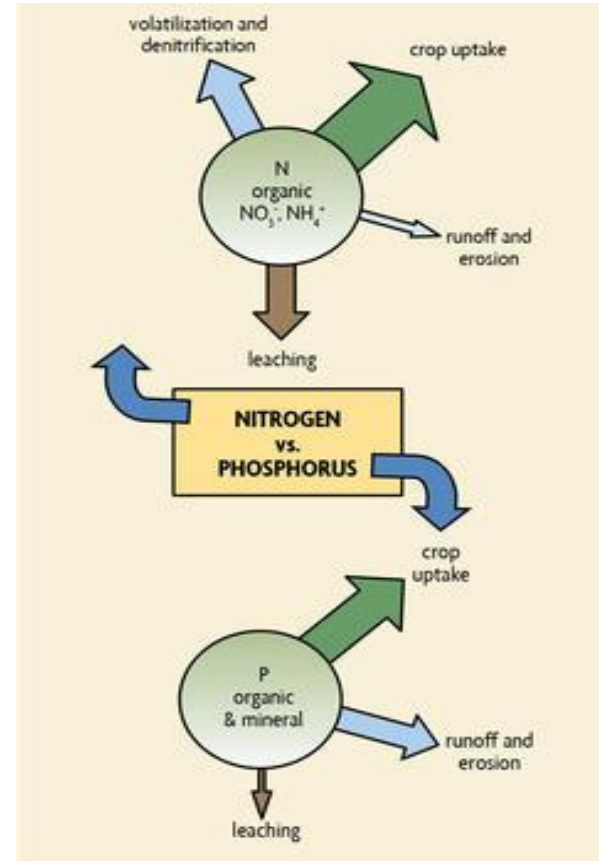 volatilization and
denitrification
crop uptake
N
organic
NO₃⁻, NH₄⁺
runoff and
erosion
leaching
NITROGEN
vs.
PHOSPHORUS
crop
uptake
P
organic
& mineral
runoff and
erosion
leaching